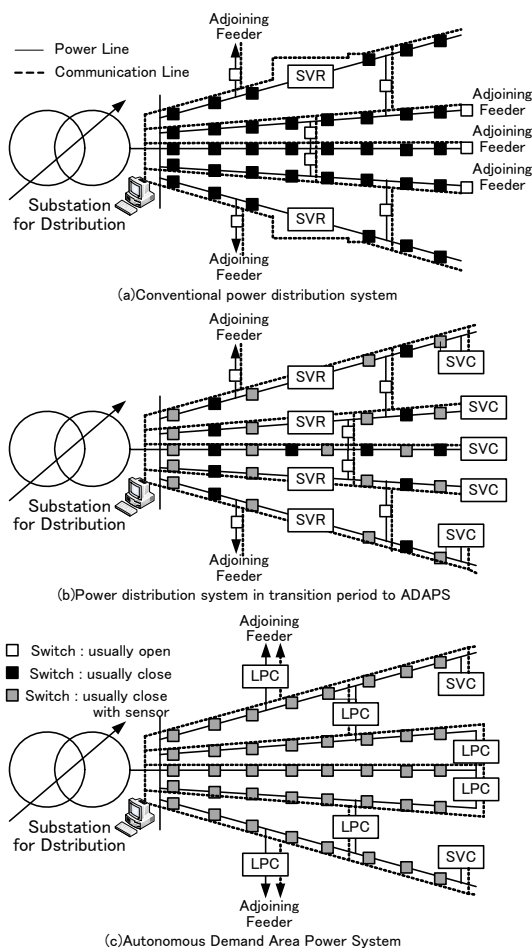 Adjoining
Feeder
Power Line
Communication Line
SVR
Adjoining
Feeder
Adjoining
Feeder
Adjoining
Feeder
Substation
for Dstribution
SVR
Adjoining
Feeder
(a)Conventional power distribution system
Adjoining
Feeder
SVR
SVC
SVR
SVC
SVC
SVR
SVC
Substation
for Dstribution
SVR
SVC
Adjoining
Feeder
(b)Power distribution system in transition period to ADAPS
Adjoining
Feeder
Switch : usually open
Switch : usually close
Switch : usually close
with sensor
LPC
SVC
LPC
LPC
LPC
Substation
for Dstribution
LPC
LPC
SVC
Adjoining
Feeder
(c)Autonomous Demand Area Power System